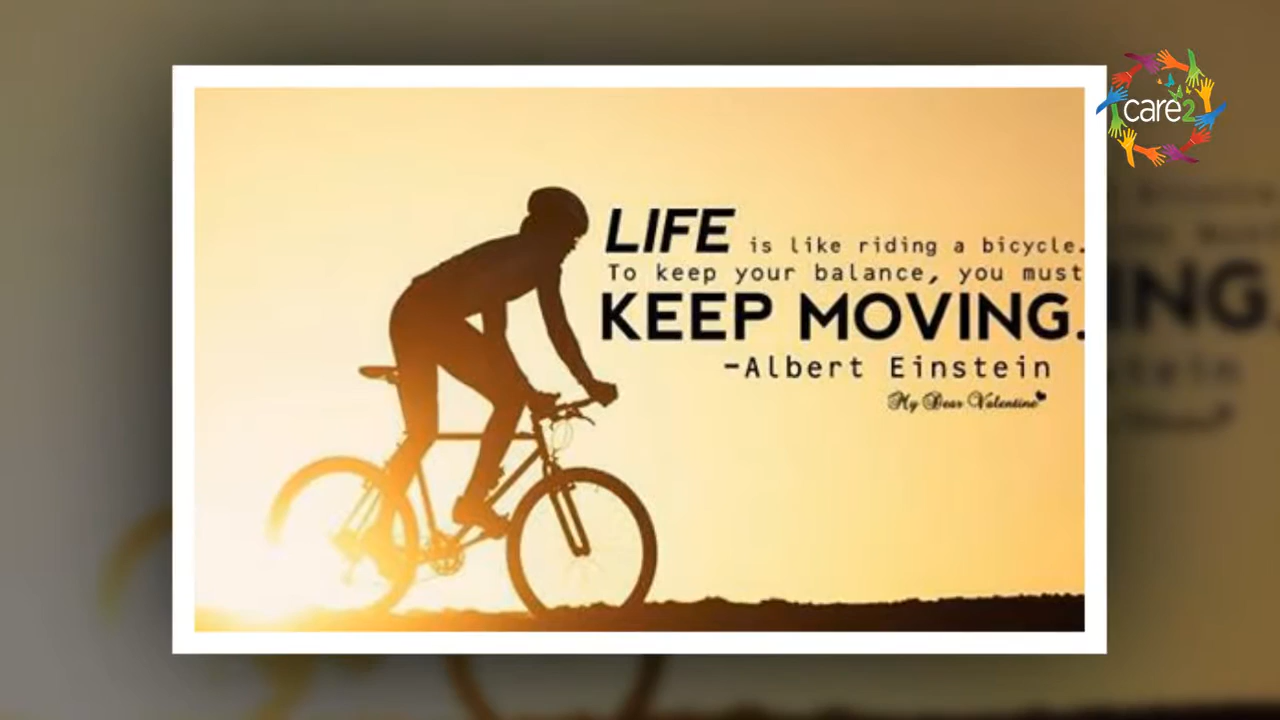 care2
LIFE is like riding a bicycle.
To keep your balance, you must
KEEP MOVING.
-Albert Einstein
My Dear Valentine